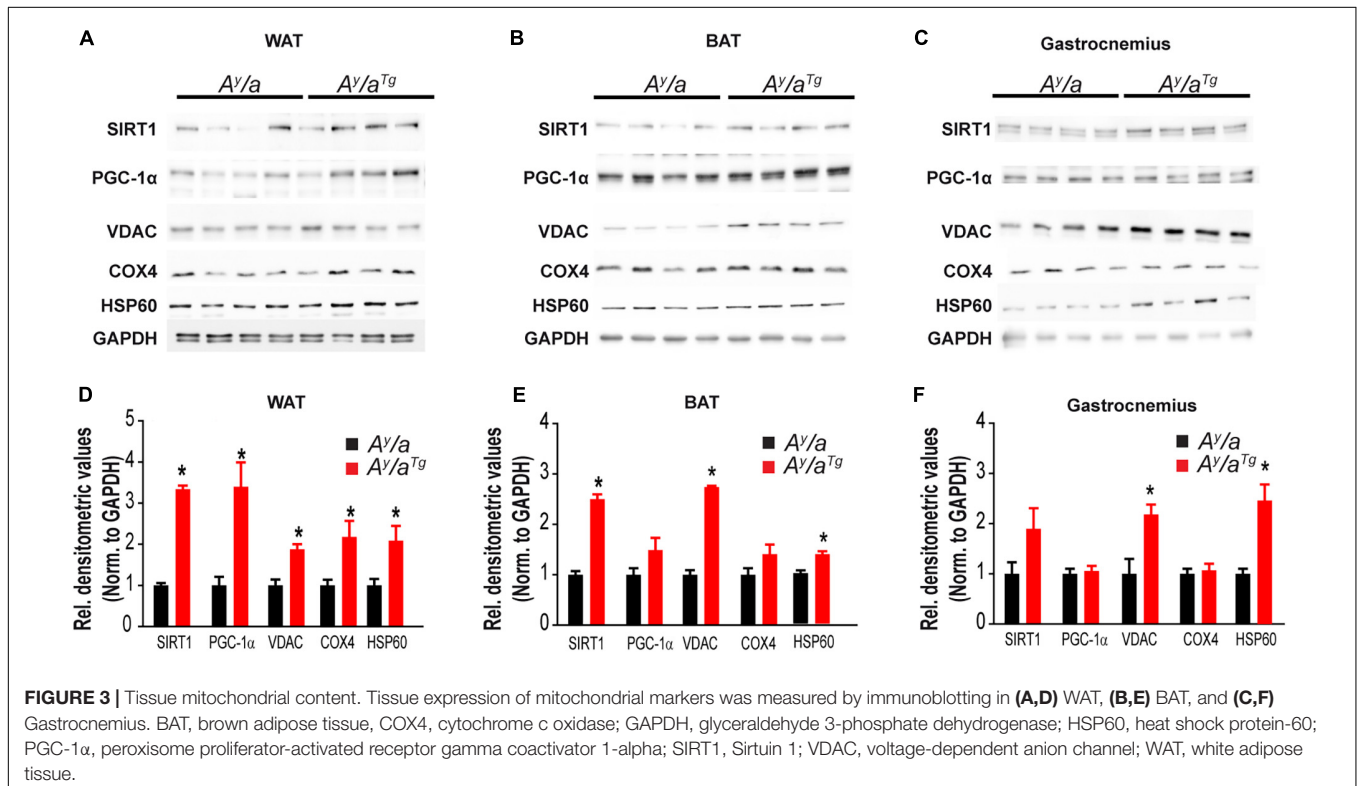 A WAT
Aʸ/a Aʸ/aᵀᵍ
SIRT1
PGC-1α
VDAC
COX4
HSP60
GAPDH
B BAT
Aʸ/a Aʸ/aᵀᵍ
SIRT1
PGC-1α
VDAC
COX4
HSP60
GAPDH
C Gastrocnemius
Aʸ/a Aʸ/aᵀᵍ
SIRT1
PGC-1α
VDAC
COX4
HSP60
GAPDH
D WAT
Rel. densitometric values
(Norm. to GAPDH)
5
4
3
2
1
0
Aʸ/a
Aʸ/aᵀᵍ
* * * * *
SIRT1 PGC-1α VDAC COX4 HSP60
E BAT
Rel. densitometric values
(Norm. to GAPDH)
4
3
2
1
0
Aʸ/a
Aʸ/aᵀᵍ
* * *
SIRT1 PGC-1α VDAC COX4 HSP60
F Gastrocnemius
Rel. densitometric values
(Norm. to GAPDH)
4
3
2
1
0
Aʸ/a
Aʸ/aᵀᵍ
* *
SIRT1 PGC-1α VDAC COX4 HSP60
FIGURE 3 | Tissue mitochondrial content. Tissue expression of mitochondrial markers was measured by immunoblotting in (A,D) WAT, (B,E) BAT, and (C,F)
Gastrocnemius. BAT, brown adipose tissue, COX4, cytochrome c oxidase; GAPDH, glyceraldehyde 3-phosphate dehydrogenase; HSP60, heat shock protein-60;
PGC-1α, peroxisome proliferator-activated receptor gamma coactivator 1-alpha; SIRT1, Sirtuin 1; VDAC, voltage-dependent anion channel; WAT, white adipose
tissue.